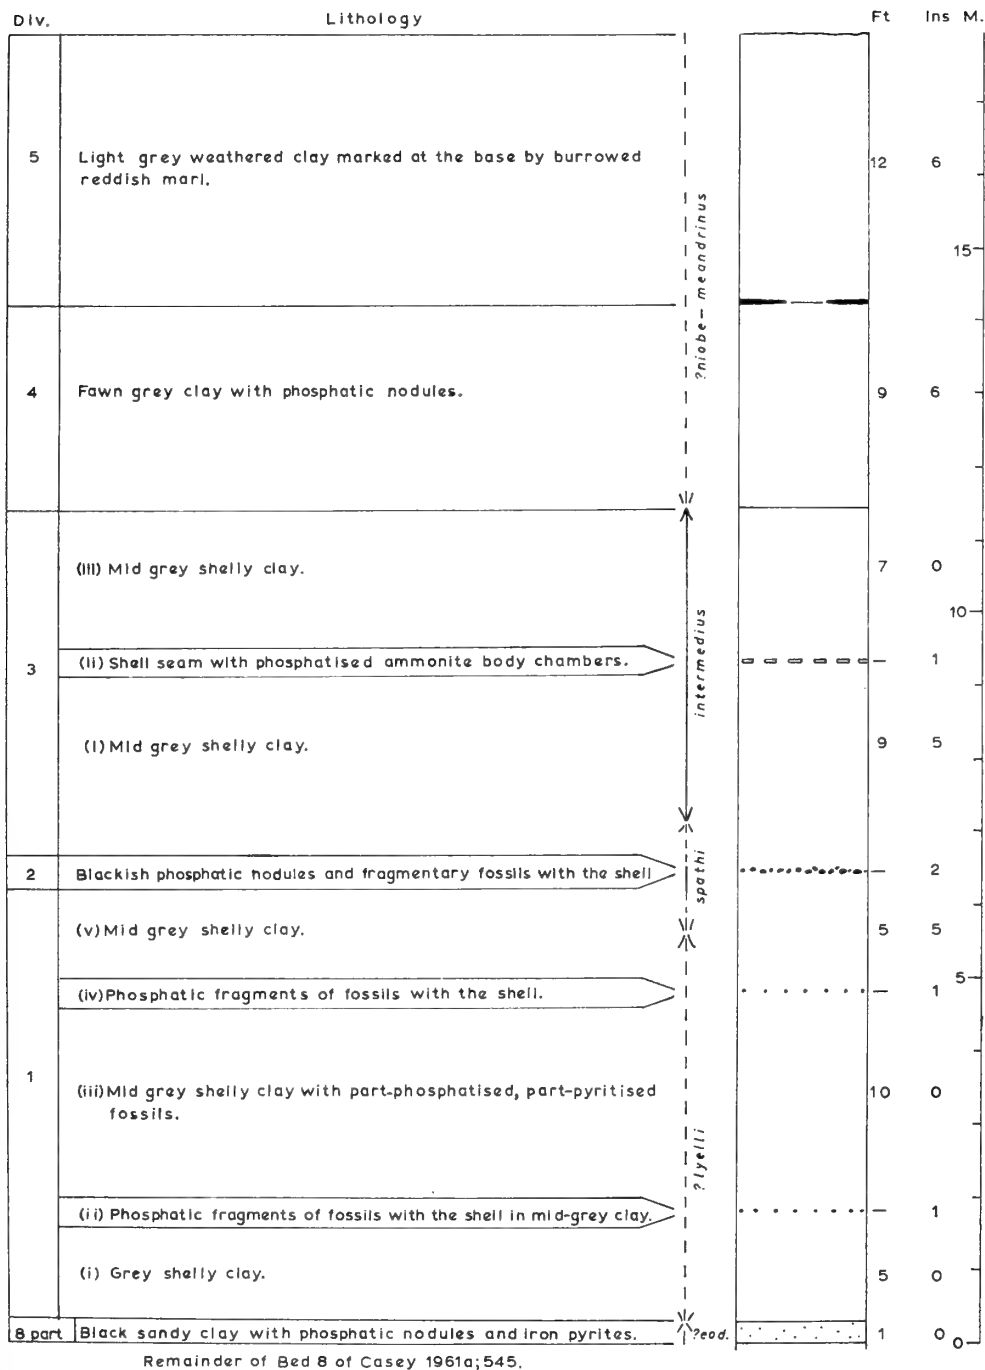 Div. Lithology Ft Ins M.
5 Light grey weathered clay marked at the base by burrowed 12 6
reddish marl.
15
?niobe-meandrinus
4 Fawn grey clay with phosphatic nodules. 9 6
(iii) Mid grey shelly clay. 7 0
10
intermedius
3 (ii) Shell seam with phosphatised ammonite body chambers. — 1
(i) Mid grey shelly clay. 9 5
spathi
2 Blackish phosphatic nodules and fragmentary fossils with the shell — 2
(v) Mid grey shelly clay. 5 5
5
(iv) Phosphatic fragments of fossils with the shell. — 1
1
(iii) Mid grey shelly clay with part-phosphatised, part-pyritised 10 0
fossils.
?lyelli
(ii) Phosphatic fragments of fossils with the shell in mid-grey clay. — 1
(i) Grey shelly clay. 5 0
8 part Black sandy clay with phosphatic nodules and iron pyrites. ?eod. 1 0 0
Remainder of Bed 8 of Casey 1961a; 545.